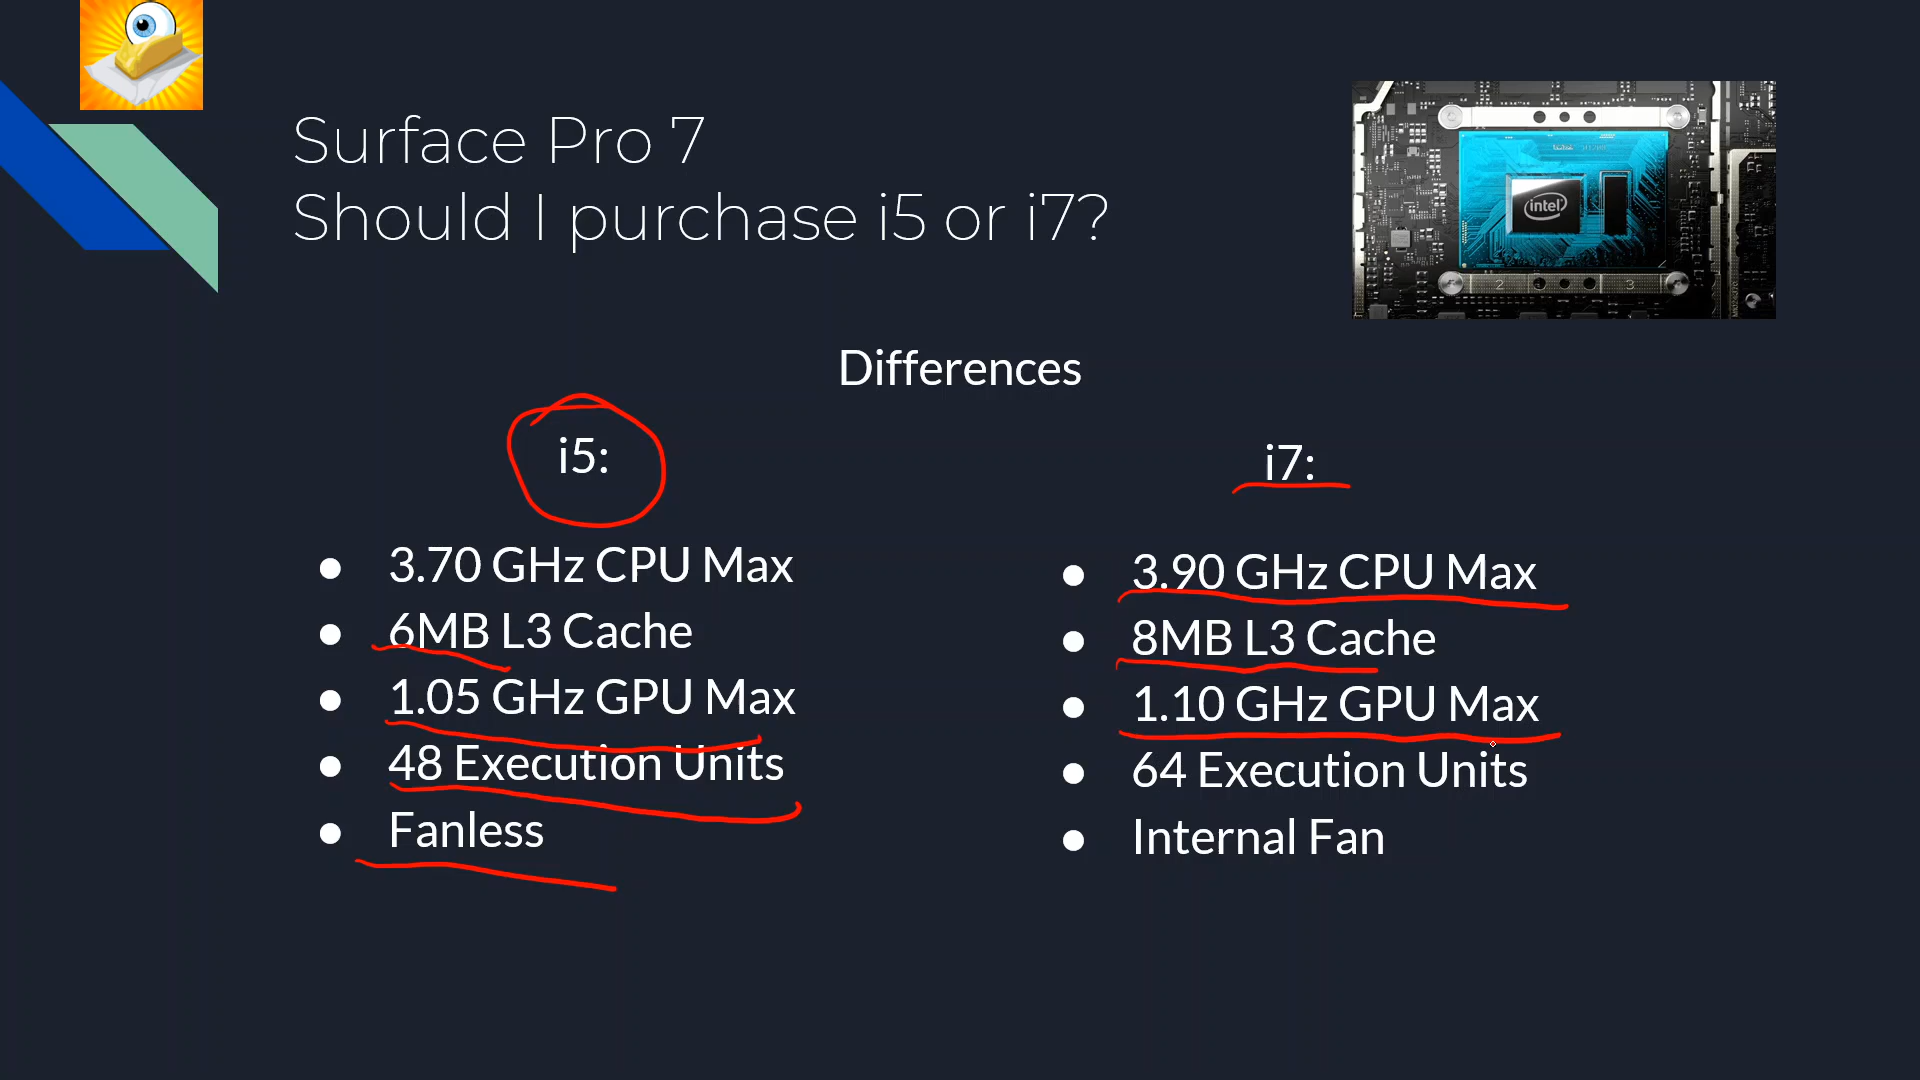 Surface Pro 7
Should I purchase i5 or i7?
intel
2
3
Differences
i5:
3.70 GHz CPU Max
6MB L3 Cache
1.05 GHz GPU Max
48 Execution Units
Fanless
i7:
3.90 GHz CPU Max
8MB L3 Cache
1.10 GHz GPU Max
64 Execution Units
Internal Fan